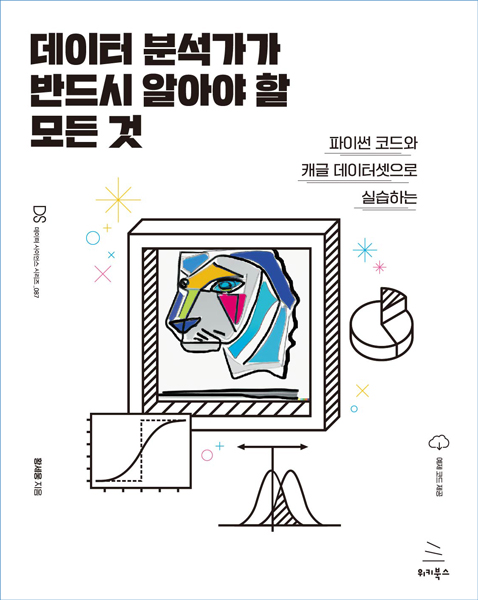 데이터 분석가가
반드시 알아야 할
모든 것
파이썬 코드와
캐글 데이터셋으로
실습하는
DS 데이터 사이언스 시리즈_087
황세웅 지음
예제 코드 제공
위키북스